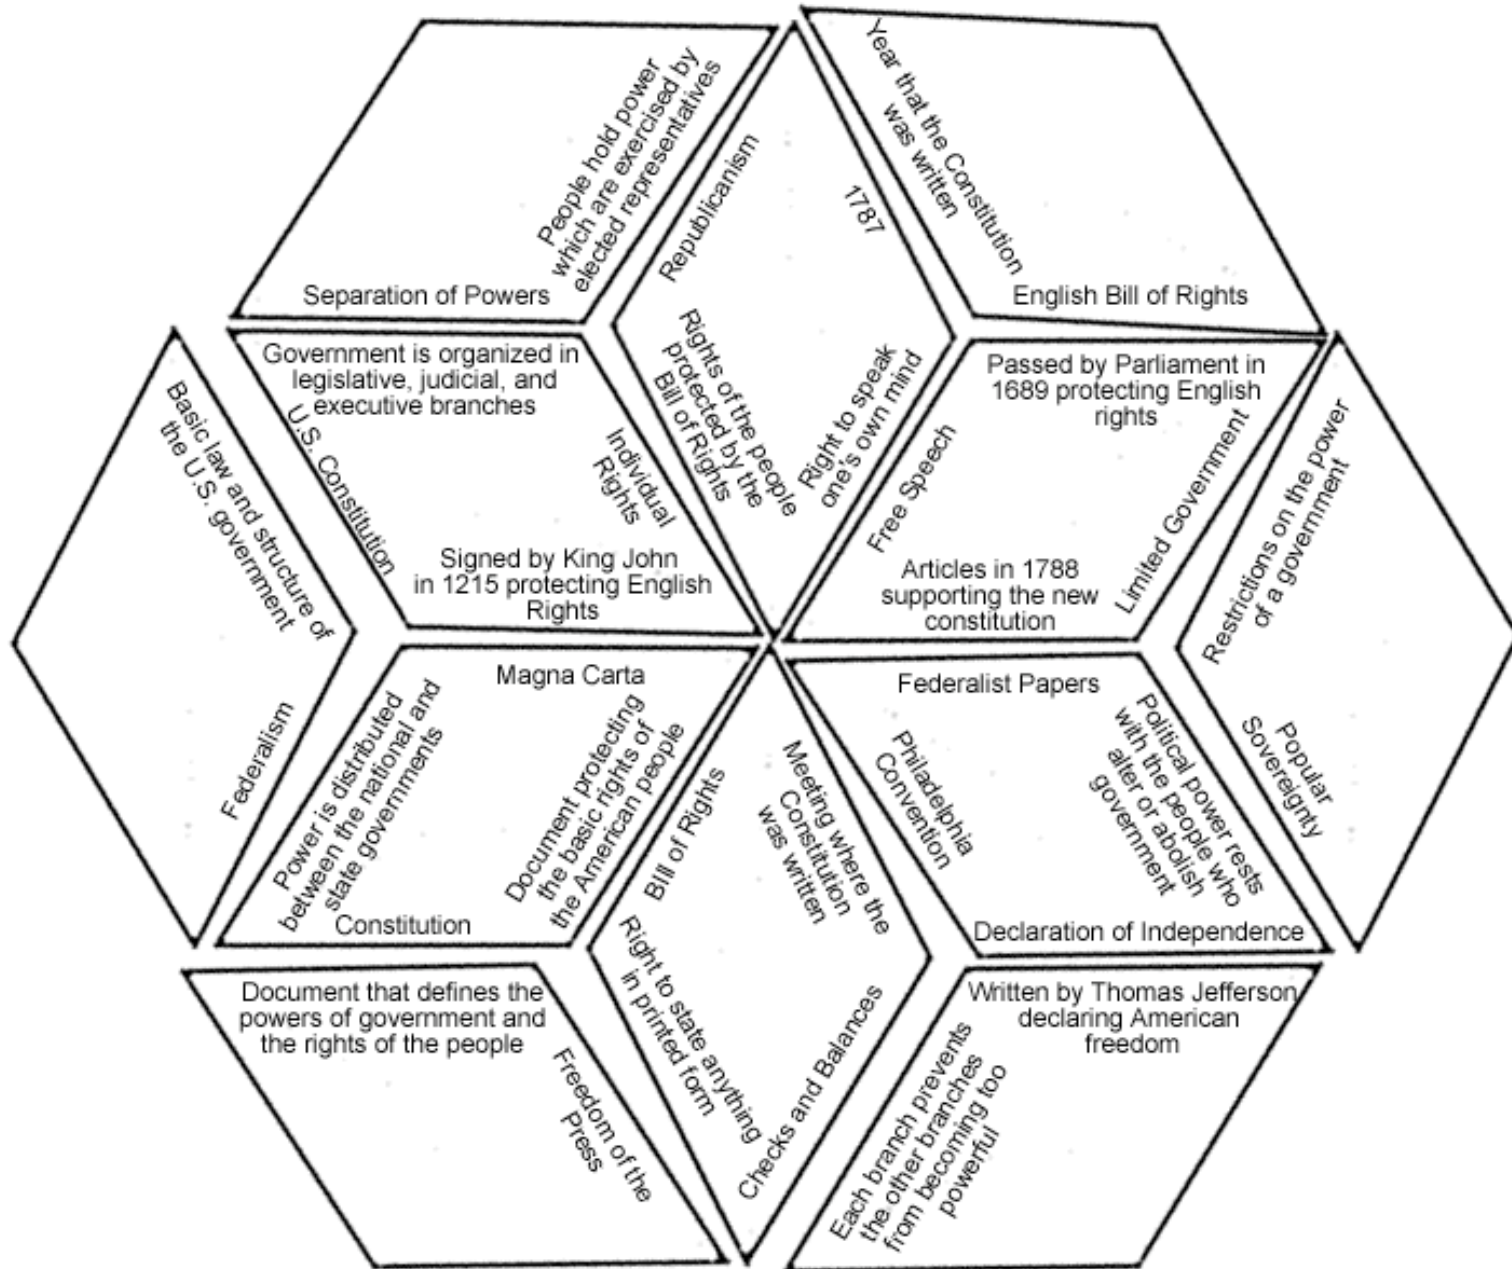 People hold power
which are exercised by
elected representatives
Separation of Powers
Republicanism
1787
Rights of the people
protected by the
Bill of Rights
Right to speak
one's own mind
Year that the Constitution
was written
English Bill of Rights
Government is organized in
legislative, judicial, and
executive branches
U.S. Constitution
Individual
Rights
Signed by King John
in 1215 protecting English
Rights
Passed by Parliament in
1689 protecting English
rights
Free Speech
Limited Government
Articles in 1788
supporting the new
constitution
Basic law and structure of
the U.S. government
Federalism
Restrictions on the power
of a government
Popular
Sovereignty
Magna Carta
Power is distributed
between the national and
state governments
Document protecting
the basic rights of
the American people
Constitution
Bill of Rights
Meeting where the
Constitution
was written
Right to state anything
in printed form
Checks and Balances
Federalist Papers
Philadelphia
Convention
Political power rests
with the people who
alter or abolish
government
Declaration of Independence
Document that defines the
powers of government and
the rights of the people
Freedom of the
Press
Written by Thomas Jefferson
declaring American
freedom
Each branch prevents
the other branches
from becoming too
powerful